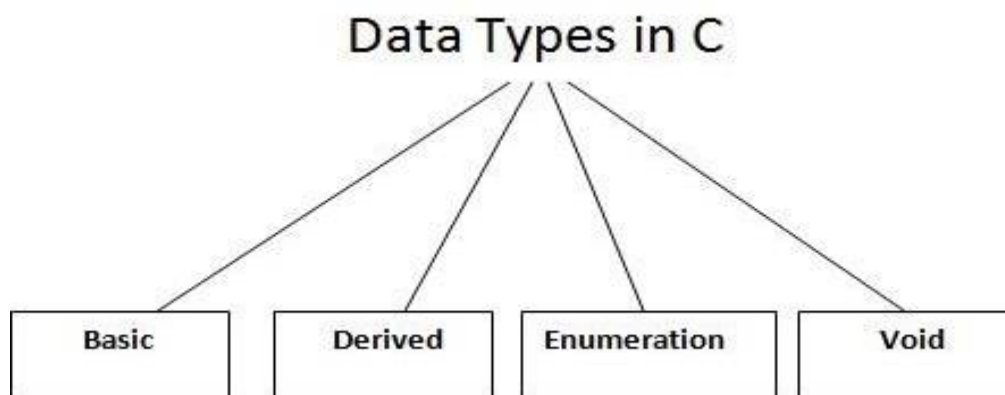 Data Types in C
Basic
Derived
Enumeration
Void